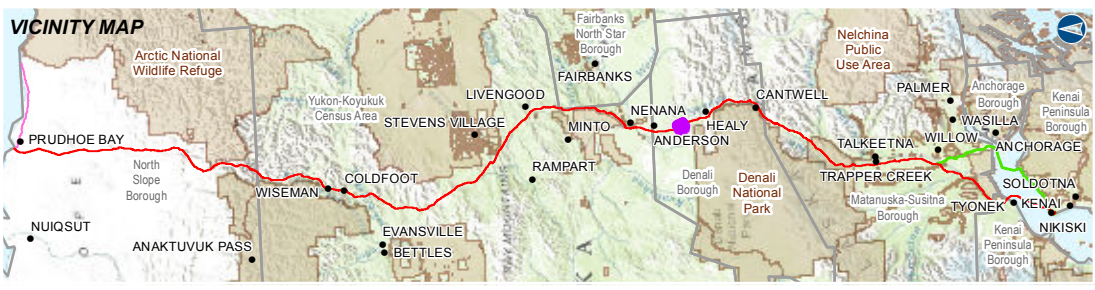 VICINITY MAP
Arctic National
Wildlife Refuge
Fairbanks
North Star
Borough
FAIRBANKS
Nelchina
Public
Use Area
Yukon-Koyukuk
Census Area
LIVENGOOD
STEVENS VILLAGE
MINTO
RAMPART
NENANA
ANDERSON
HEALY
CANTWELL
PALMER
Anchorage
Borough
WASILLA
Kenai
Peninsula
Borough
PRUDHOE BAY
North
Slope
Borough
WISEMAN
COLDFOOT
TALKEETNA
WILLOW
ANCHORAGE
TRAPPER CREEK
Denali
Borough
Denali
National
Park
Matanuska-Susitna
Borough
SOLDOTNA
TYONEK
KENAI
NIKISKI
NUIQSUT
ANAKTUVUK PASS
EVANSVILLE
BETTLES
Kenai
Peninsula
Borough